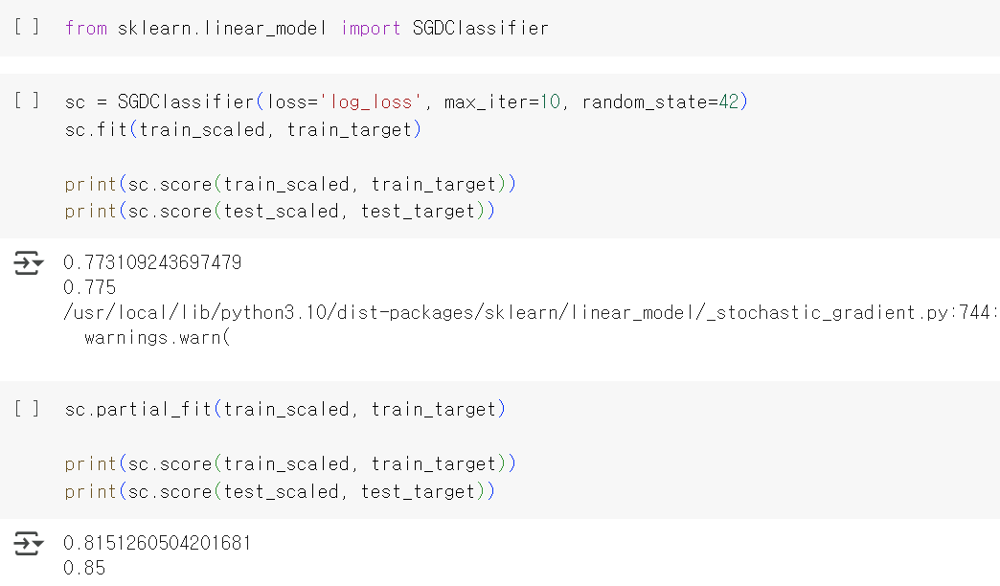 [ ] from sklearn.linear_model import SGDClassifier
[ ] sc = SGDClassifier(loss='log_loss', max_iter=10, random_state=42)
sc.fit(train_scaled, train_target)
print(sc.score(train_scaled, train_target))
print(sc.score(test_scaled, test_target))
0.773109243697479
0.775
/usr/local/lib/python3.10/dist-packages/sklearn/linear_model/_stochastic_gradient.py:744:
warnings.warn(
[ ] sc.partial_fit(train_scaled, train_target)
print(sc.score(train_scaled, train_target))
print(sc.score(test_scaled, test_target))
0.8151260504201681
0.85